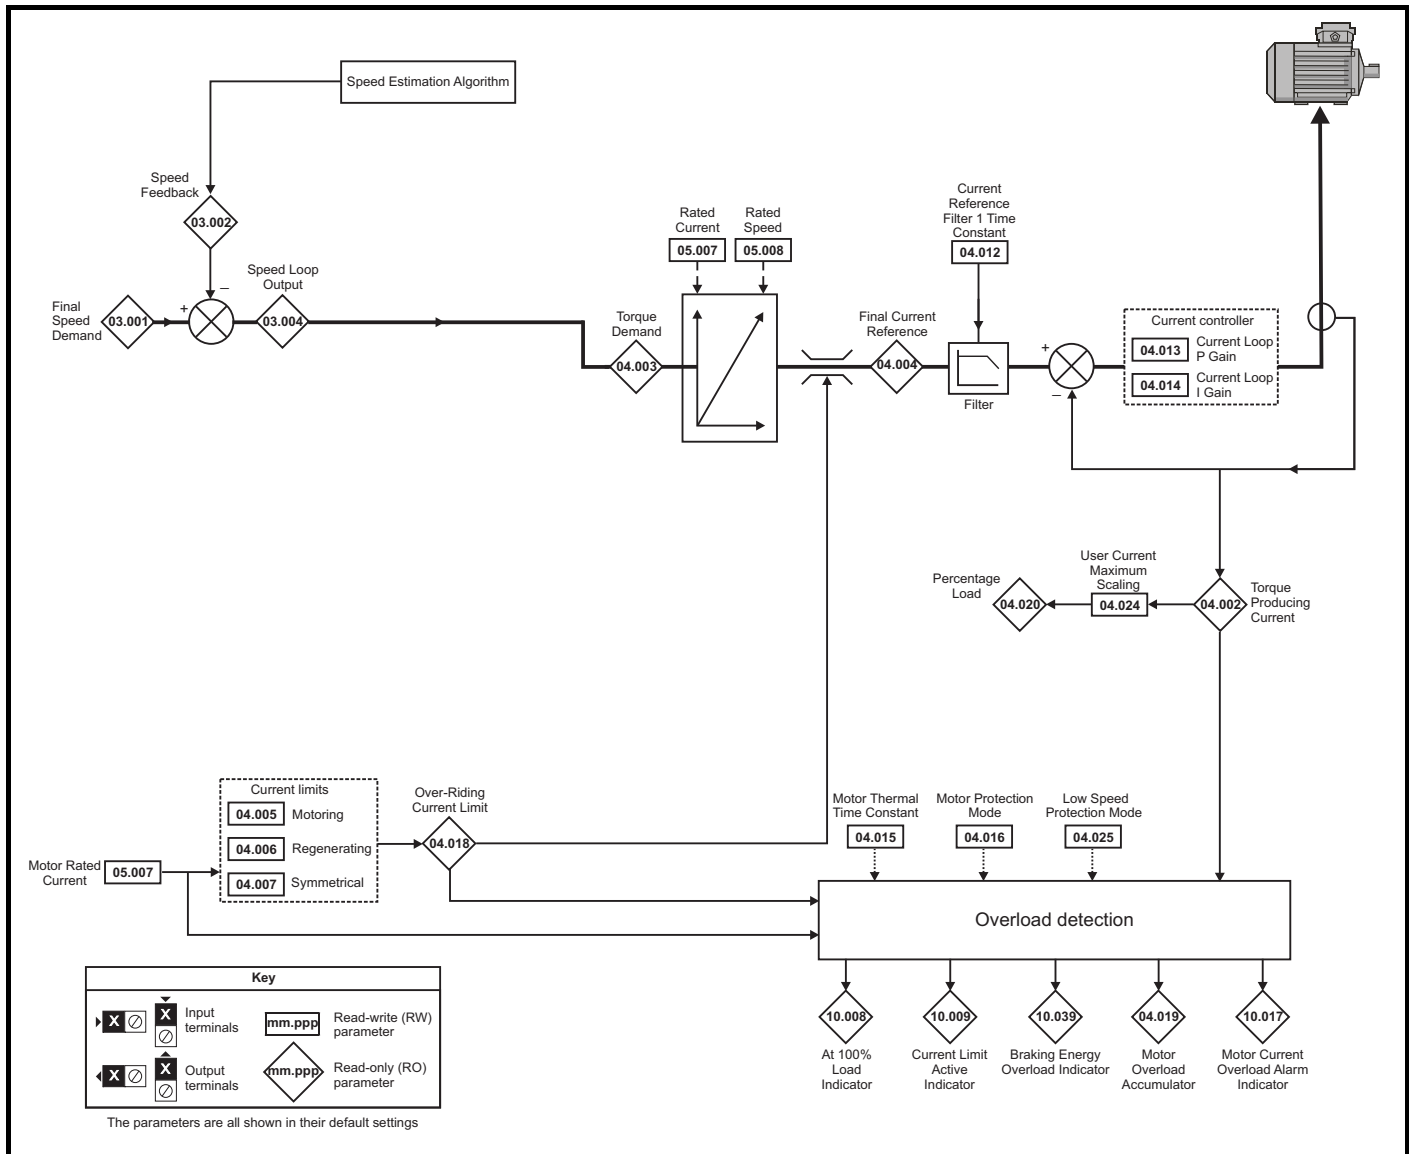 Speed Estimation Algorithm
Speed
Feedback
03.002
Final
Speed
Demand
03.001
+
–
Speed Loop
Output
03.004
Torque
Demand
04.003
Rated
Current
05.007
Rated
Speed
05.008
Final Current
Reference
04.004
Current
Reference
Filter 1 Time
Constant
04.012
Filter
+
–
Current controller
04.013
Current Loop
P Gain
04.014
Current Loop
I Gain
Percentage
Load
04.020
User Current
Maximum
Scaling
04.024
04.002
Torque
Producing
Current
Motor Rated
Current
05.007
Current limits
04.005 Motoring
04.006 Regenerating
04.007 Symmetrical
Over-Riding
Current Limit
04.018
Motor Thermal
Time Constant
04.015
Motor Protection
Mode
04.016
Low Speed
Protection Mode
04.025
Overload detection
10.008
At 100%
Load
Indicator
10.009
Current Limit
Active
Indicator
10.039
Braking Energy
Overload Indicator
04.019
Motor
Overload
Accumulator
10.017
Motor Current
Overload Alarm
Indicator
Key
X
X
Input
terminals
mm.ppp
Read-write (RW)
parameter
X
X
Output
terminals
mm.ppp
Read-only (RO)
parameter
The parameters are all shown in their default settings